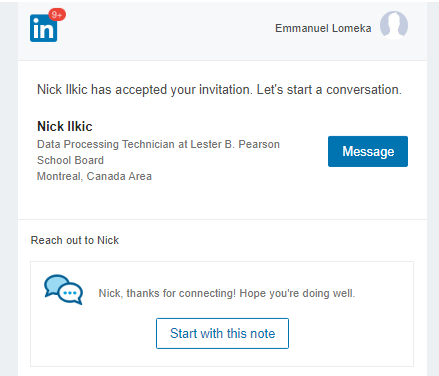 in
9+
Emmanuel Lomeka
Nick Ilkic has accepted your invitation. Let's start a conversation.
Nick Ilkic
Data Processing Technician at Lester B. Pearson
School Board
Montreal, Canada Area
Message
Reach out to Nick
Nick, thanks for connecting! Hope you're doing well.
Start with this note